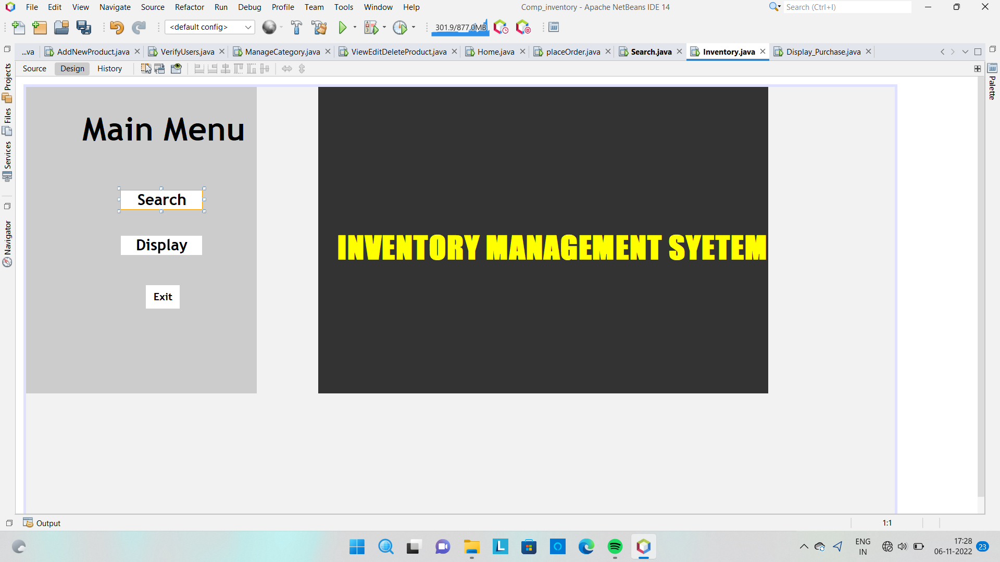 File Edit View Navigate Source Refactor Run Debug Profile Team Tools Window Help
Comp_inventory - Apache NetBeans IDE 14
Search (Ctrl+I)
<default config>
301.9/877.0MB
...va
AddNewProduct.java
VerifyUsers.java
ManageCategory.java
ViewEditDeleteProduct.java
Home.java
placeOrder.java
Search.java
Inventory.java
Display_Purchase.java
Source Design History
Projects
Files
Services
Navigator
Palette
Main Menu
Search
Display
Exit
INVENTORY MANAGEMENT SYETEM
Output
1:1
ENG
IN
17:28
06-11-2022
23